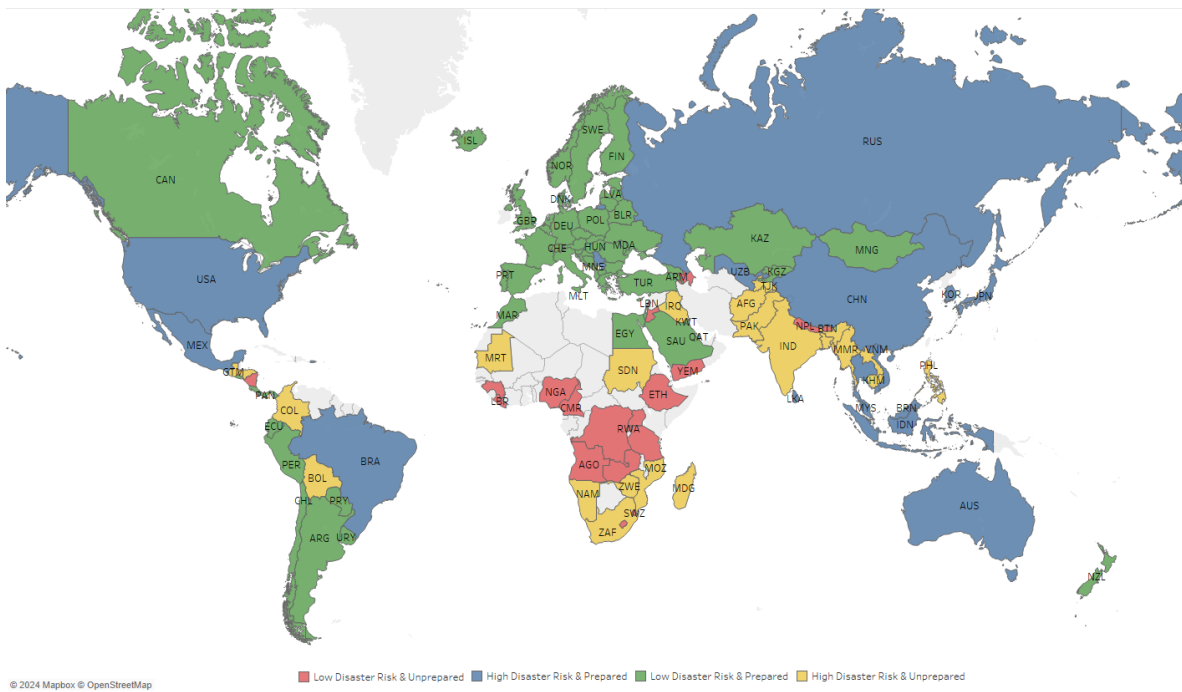 RUS
ISL
SWE
FIN
NOR
CAN
DNK
LVA
GBR
DEU
POL
BLR
KAZ
MNG
CHE
HUN
MDA
USA
MNE
PRT
TUR
ARM
UZB
KGZ
TJK
MLT
CHN
KOR
JPN
LBN
IRQ
AFG
MAR
KWT
PAK
NPL
BTN
EGY
SAU
QAT
IND
MMR
VNM
MEX
MRT
SDN
YEM
PHL
GTM
KHM
PAN
NGA
ETH
LKA
LBR
CMR
MYS
BRN
COL
IDN
ECU
RWA
BRA
PER
AGO
MOZ
BOL
ZWE
MDG
NAM
CHL
PRY
SWZ
AUS
ZAF
ARG
URY
NZL
Low Disaster Risk & Unprepared
High Disaster Risk & Prepared
Low Disaster Risk & Prepared
High Disaster Risk & Unprepared
© 2024 Mapbox © OpenStreetMap